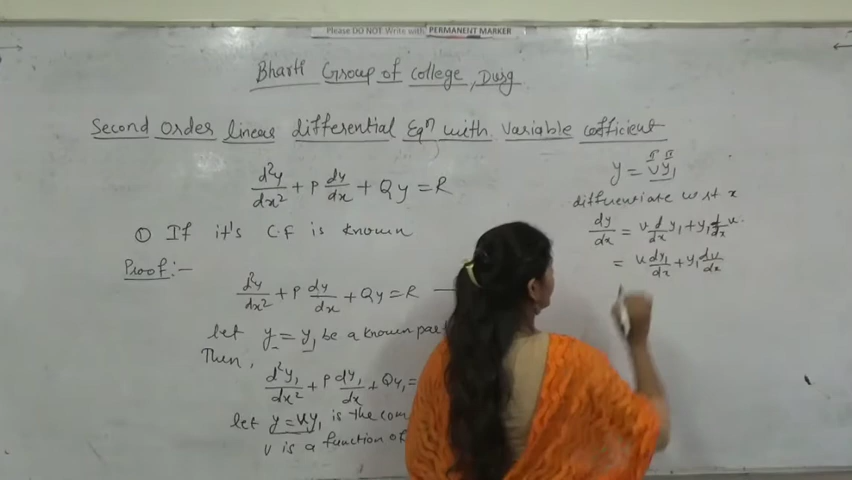 Please DO NOT Write with PERMANENT MARKER
Bharti Group of college, Durg
Second order linear differential Eqⁿ with variable coefficient
d²y/dx² + P dy/dx + Qy = R
① If it's C.F is known
Proof:-
d²y/dx² + P dy/dx + Qy = R
let y = y₁ be a known part
Then,
d²y₁/dx² + P dy₁/dx + Qy₁ =
let y = vy₁ is the com
v is a function of
y = v y₁
I II
differentiate w.r.t x
dy/dx = v d/dx y₁ + y₁ d/dx v
= v dy₁/dx + y₁ dv/dx